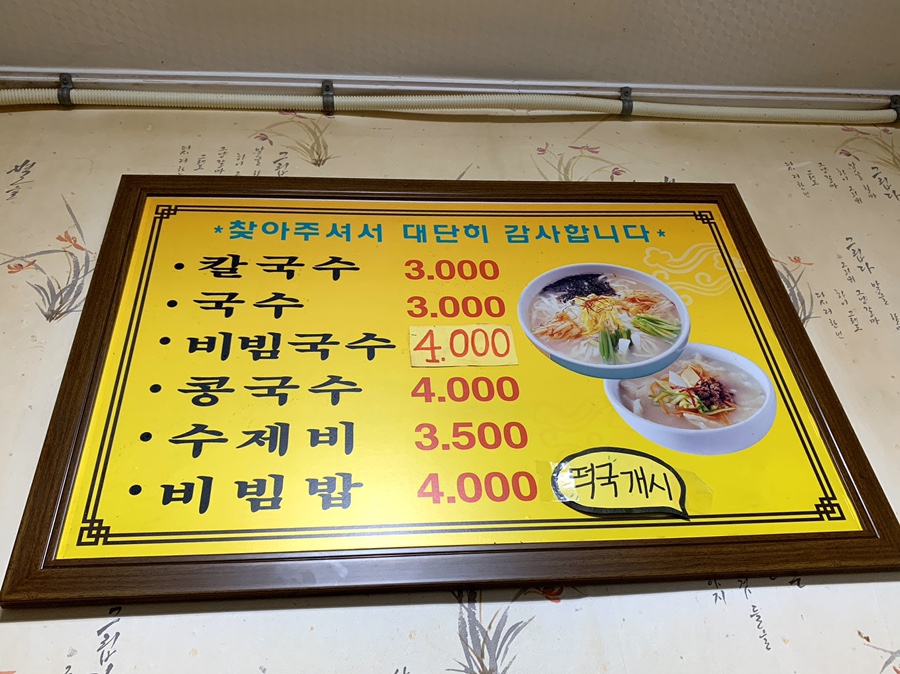 *찾아주셔서 대단히 감사합니다*
• 칼국수 3.000
• 국수 3.000
• 비빔국수 4.000
• 콩국수 4.000
• 수제비 3.500
• 비빔밥 4.000
떡국개시